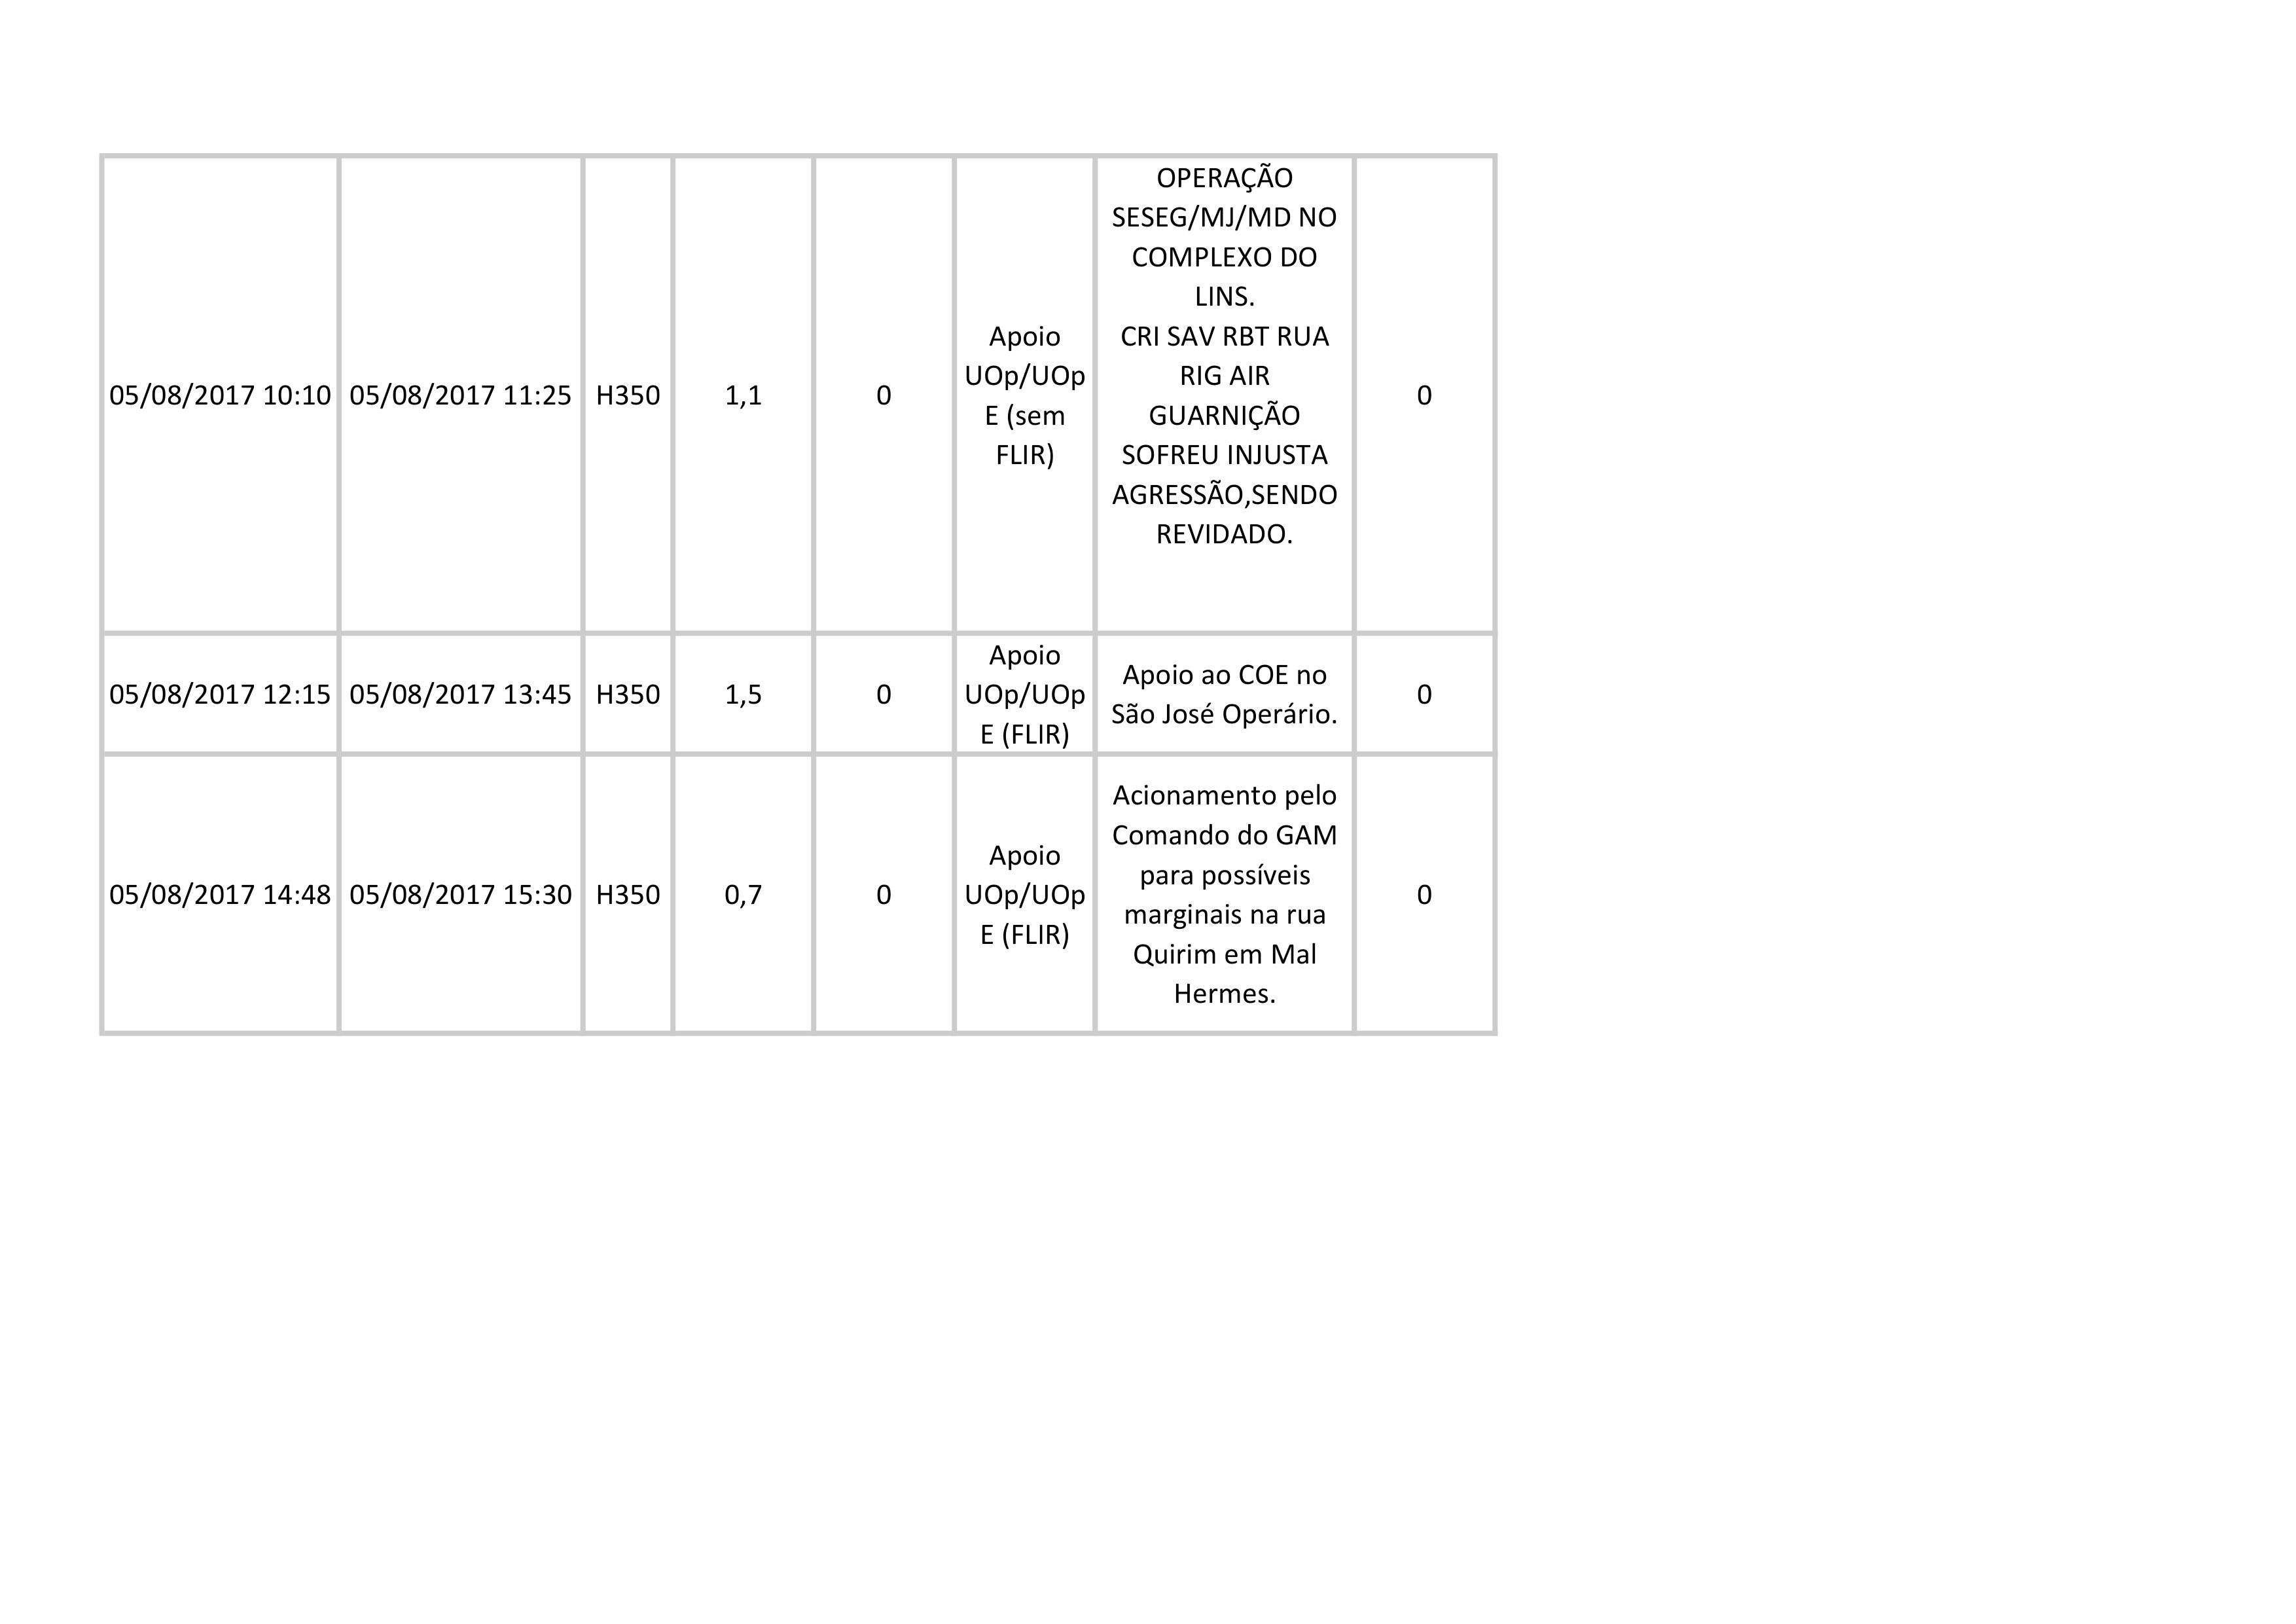 05/08/2017 10:10
05/08/2017 11:25
H350
1,1
0
Apoio
UOp/UOp
E (sem
FLIR)
OPERAÇÃO
SESEG/MJ/MD NO
COMPLEXO DO
LINS.
CRI SAV RBT RUA
RIG AIR
GUARNIÇÃO
SOFREU INJUSTA
AGRESSÃO,SENDO
REVIDADO.
0
05/08/2017 12:15
05/08/2017 13:45
H350
1,5
0
Apoio
UOp/UOp
E (FLIR)
Apoio ao COE no
São José Operário.
0
05/08/2017 14:48
05/08/2017 15:30
H350
0,7
0
Apoio
UOp/UOp
E (FLIR)
Acionamento pelo
Comando do GAM
para possíveis
marginais na rua
Quirim em Mal
Hermes.
0